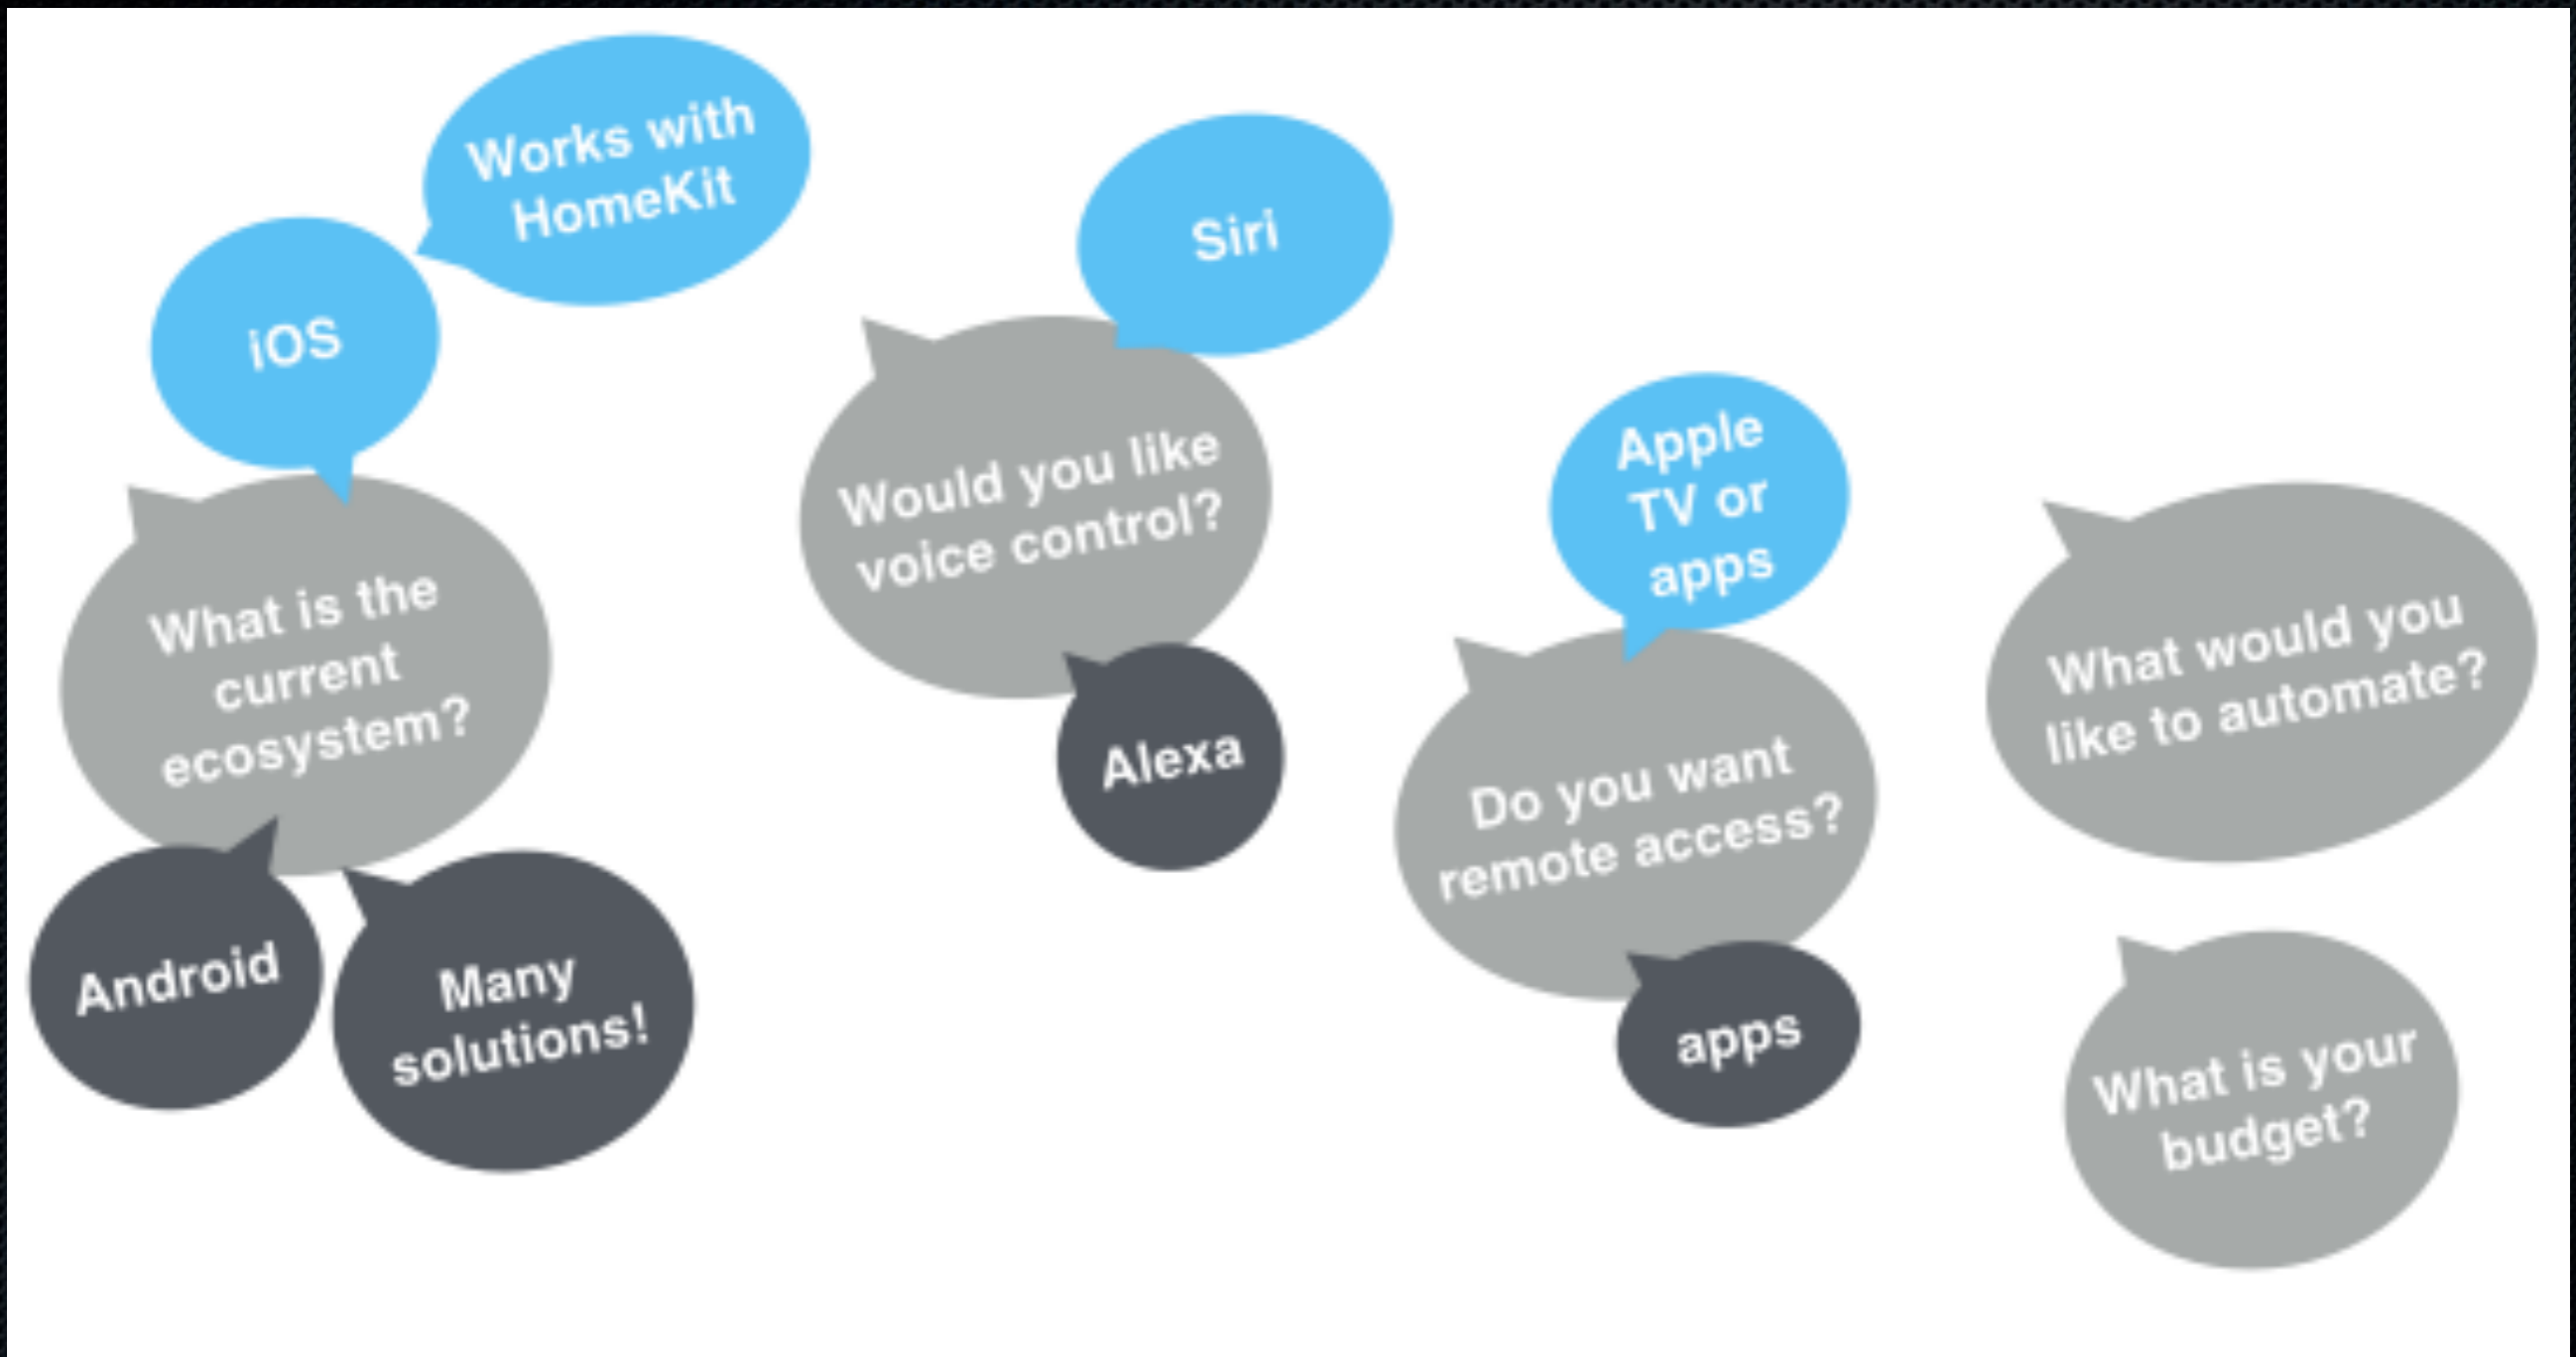 Works with
HomeKit
iOS
What is the
current
ecosystem?
Android
Many
solutions!
Siri
Would you like
voice control?
Alexa
Apple
TV or
apps
Do you want
remote access?
apps
What would you
like to automate?
What is your
budget?